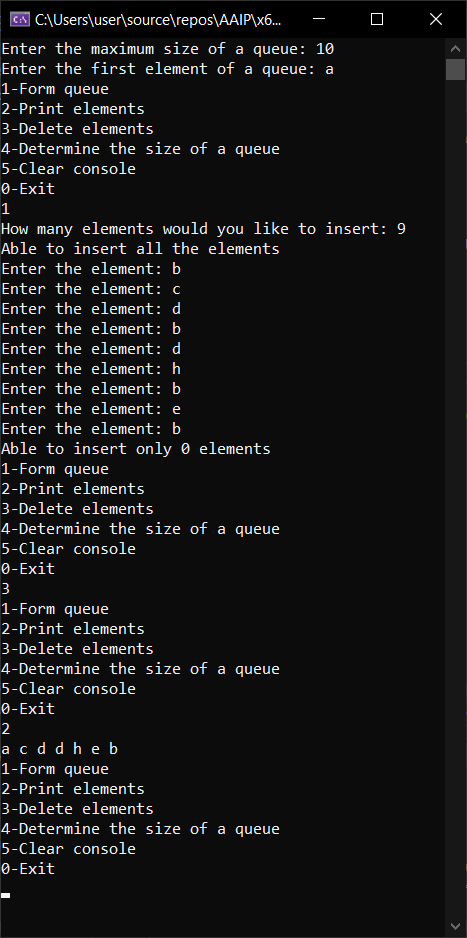 C:\Users\user\source\repos\AAIP\x6...
Enter the maximum size of a queue: 10
Enter the first element of a queue: a
1-Form queue
2-Print elements
3-Delete elements
4-Determine the size of a queue
5-Clear console
0-Exit
1
How many elements would you like to insert: 9
Able to insert all the elements
Enter the element: b
Enter the element: c
Enter the element: d
Enter the element: b
Enter the element: d
Enter the element: h
Enter the element: b
Enter the element: e
Enter the element: b
Able to insert only 0 elements
1-Form queue
2-Print elements
3-Delete elements
4-Determine the size of a queue
5-Clear console
0-Exit
3
1-Form queue
2-Print elements
3-Delete elements
4-Determine the size of a queue
5-Clear console
0-Exit
2
a c d d h e b
1-Form queue
2-Print elements
3-Delete elements
4-Determine the size of a queue
5-Clear console
0-Exit